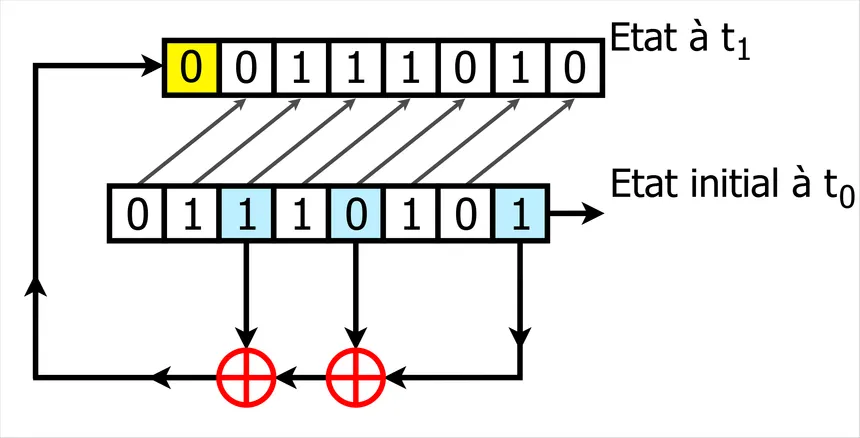 Etat à t1
0 0 1 1 1 0 1 0
Etat initial à t0
0 1 1 1 0 1 0 1